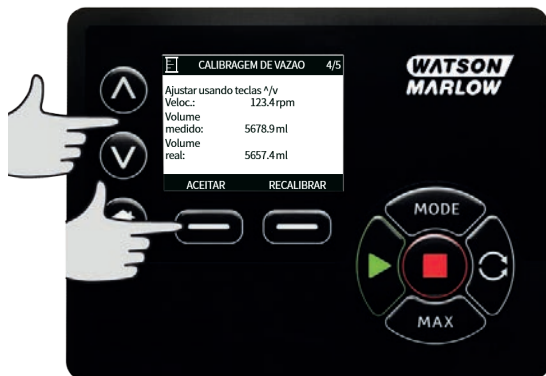 CALIBRAGEM DE VAZAO 4/5
Ajustar usando teclas ^/v
Veloc.: 123.4 rpm
Volume
medido: 5678.9 ml
Volume
real: 5657.4 ml
ACEITAR RECALIBRAR
WATSON
MARLOW
MODE
MAX